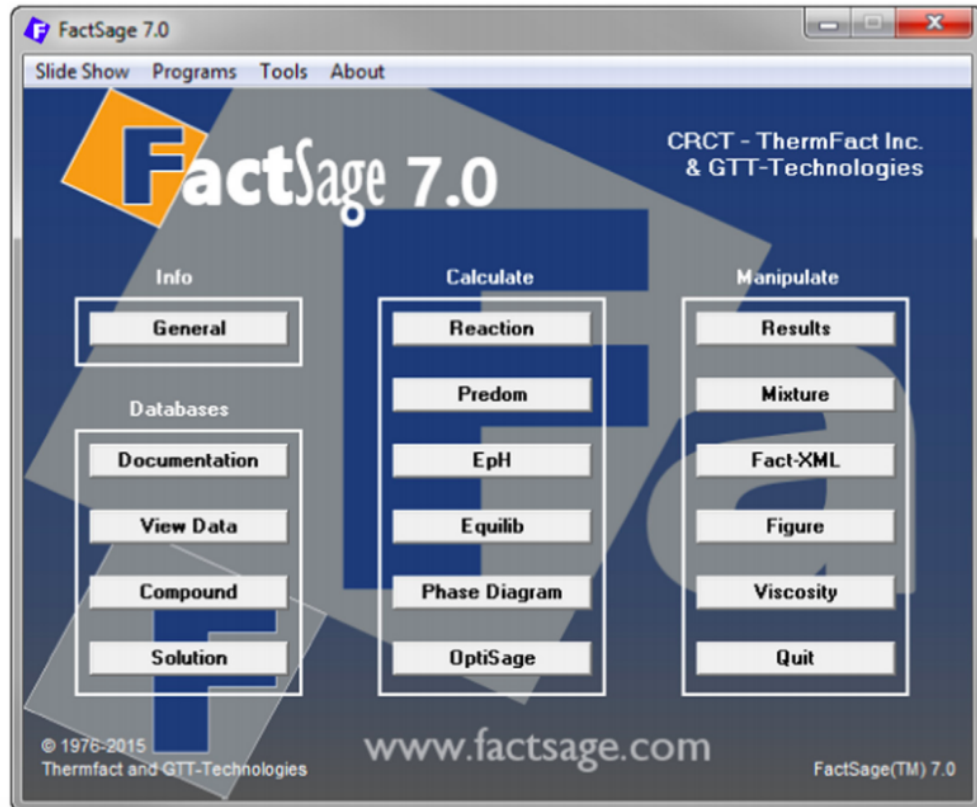 FactSage 7.0
Slide Show Programs Tools About
FactSage 7.0
CRCT - ThermFact Inc.
& GTT-Technologies
Info
General
Databases
Documentation
View Data
Compound
Solution
Calculate
Reaction
Predom
EpH
Equilib
Phase Diagram
OptiSage
Manipulate
Results
Mixture
Fact-XML
Figure
Viscosity
Quit
© 1976-2015
Thermfact and GTT-Technologies
www.factsage.com
FactSage(TM) 7.0